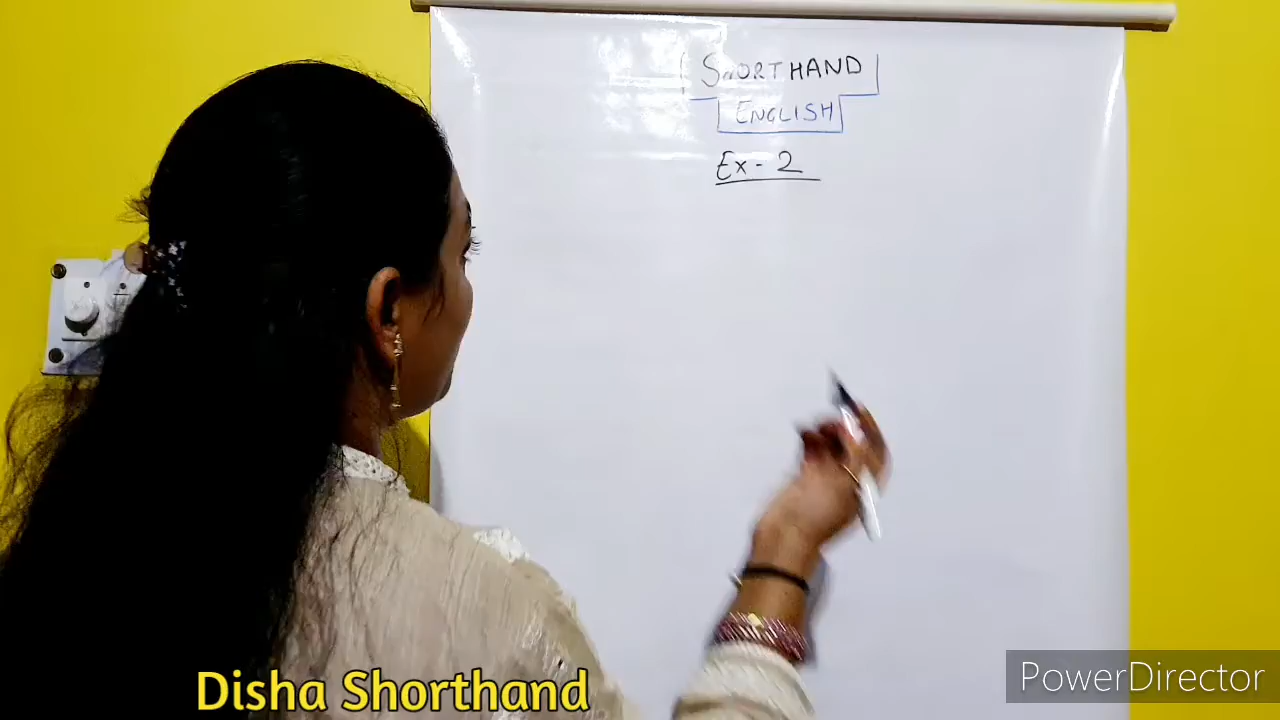 SHORTHAND
ENGLISH
Ex - 2
Disha Shorthand
PowerDirector